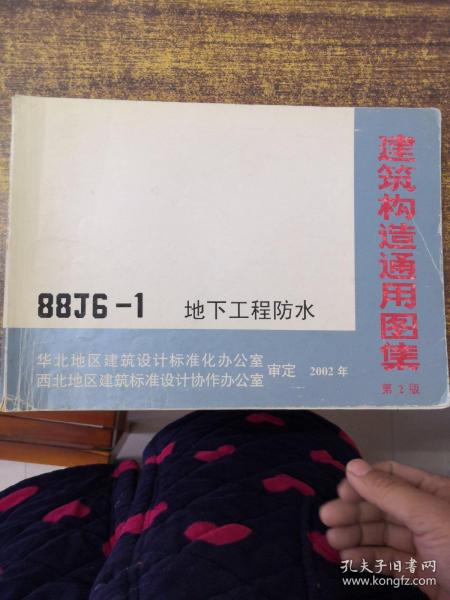 建筑构造通用图集
第2版
88J6-1 地下工程防水
华北地区建筑设计标准化办公室
西北地区建筑标准设计协作办公室
审定 2002年
孔夫子旧书网
www.kongfz.com